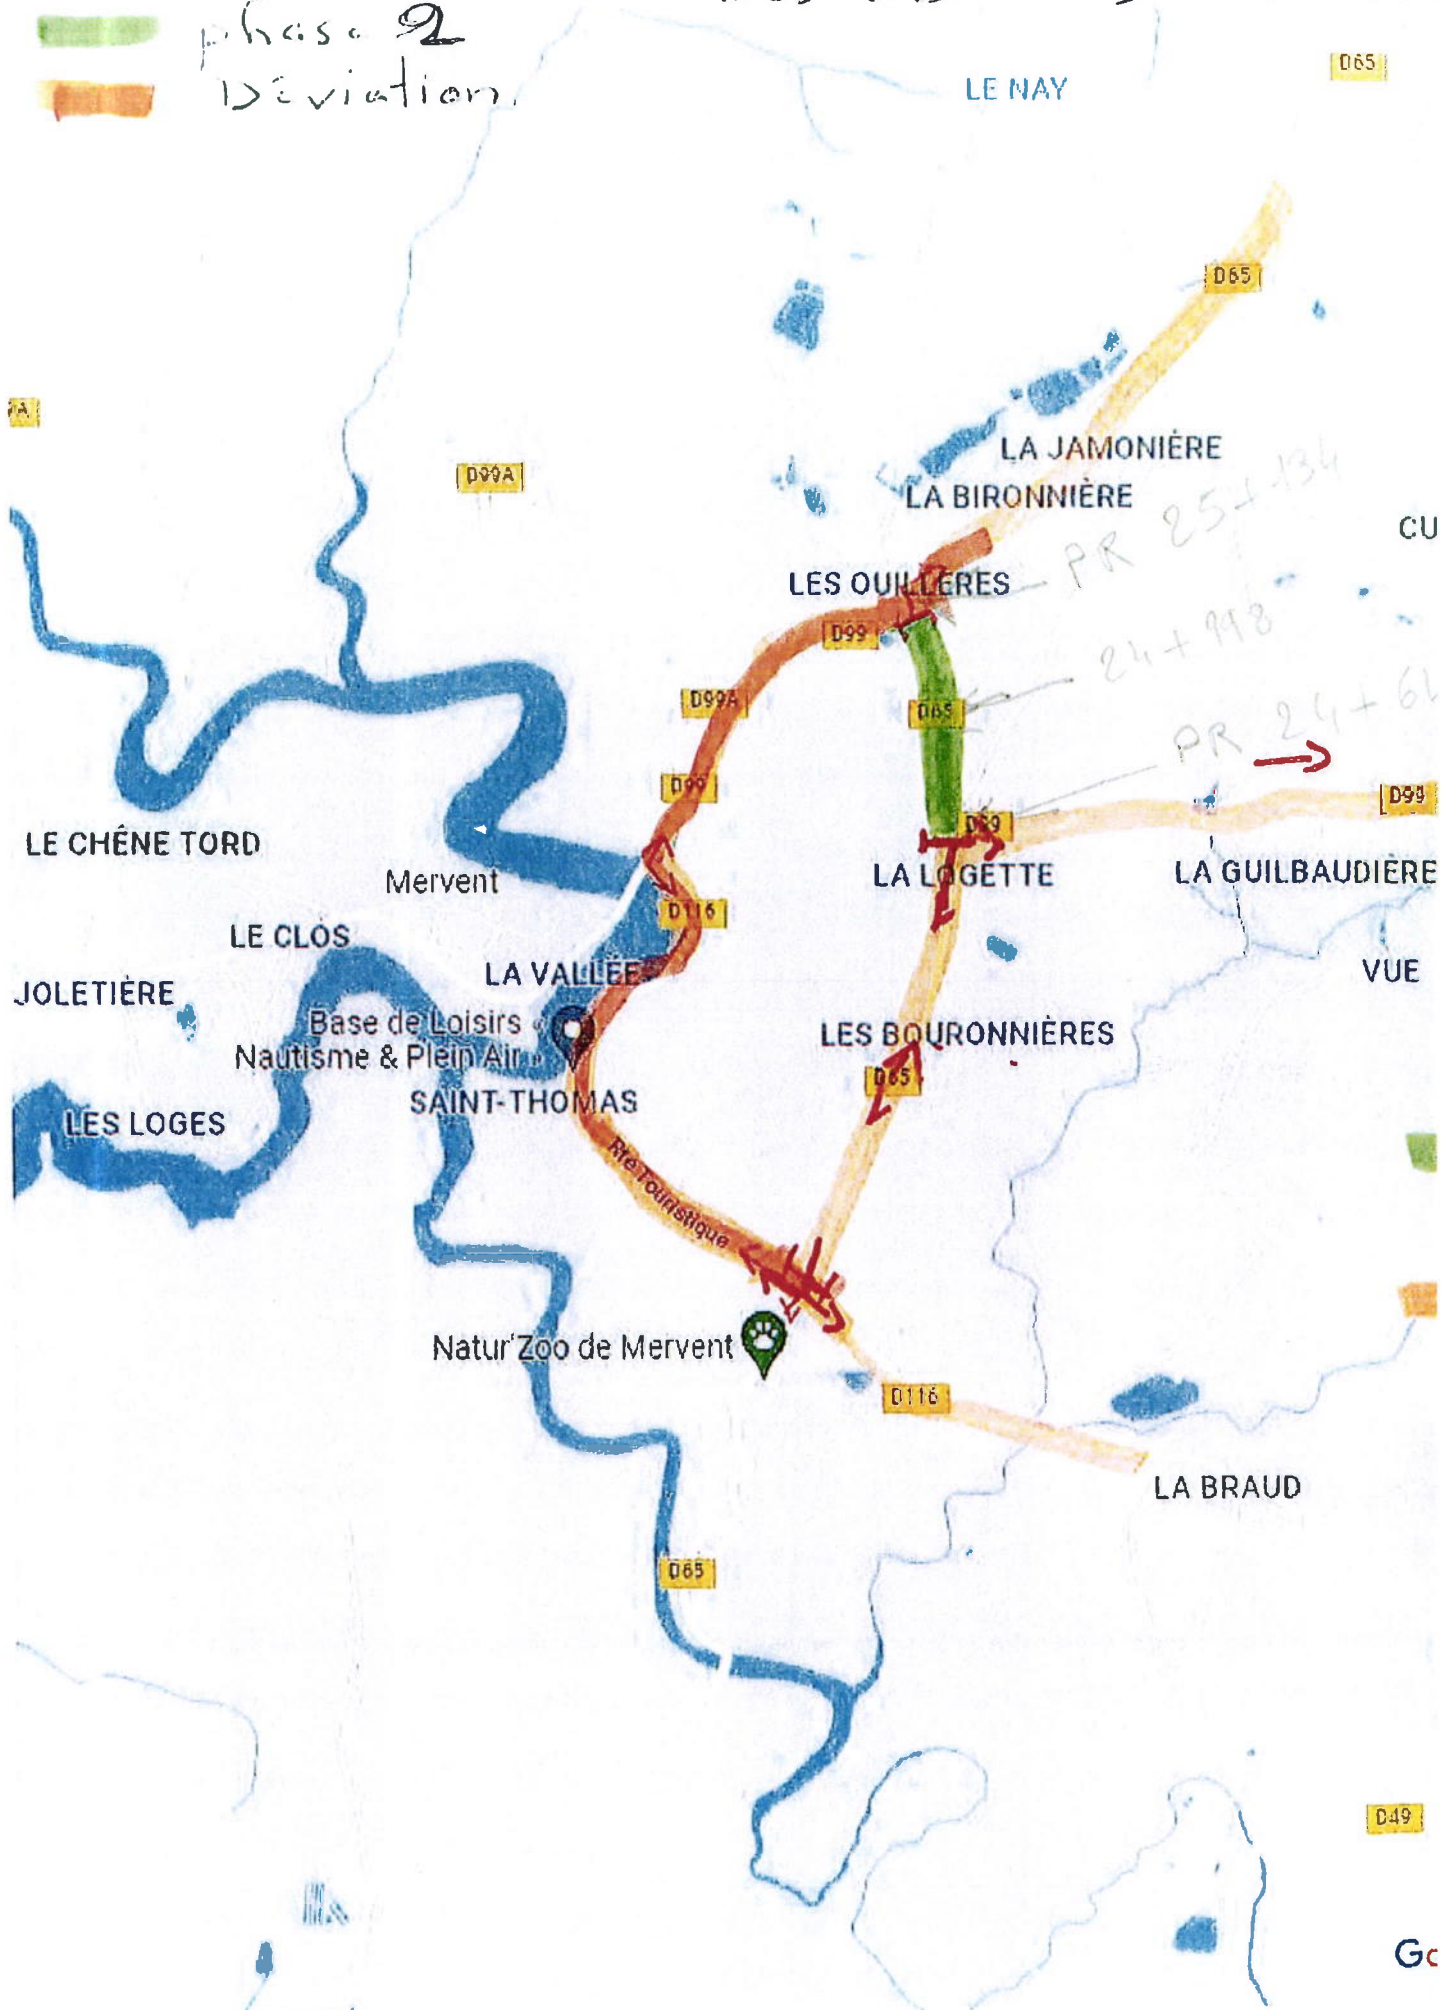 phase 2
Déviation
D65
LE NAY
D65
D99A
LA JAMONIÈRE
LA BIRONNIÈRE
PR 25+134
CU
LES OUILLÈRES
D99
24+998
D99A
D65
PR 24+61
D99
D99
D99
LE CHÊNE TORD
Mervent
LA LOGETTE
LA GUILBAUDIÈRE
D116
LE CLOS
LA VALLÉE
VUE
JOLETIÈRE
Base de Loisirs «
Nautisme & Plein Air »
LES BOURONNIÈRES
D65
SAINT-THOMAS
LES LOGES
Rte Touristique
Natur'Zoo de Mervent
D116
LA BRAUD
D65
D49
Go